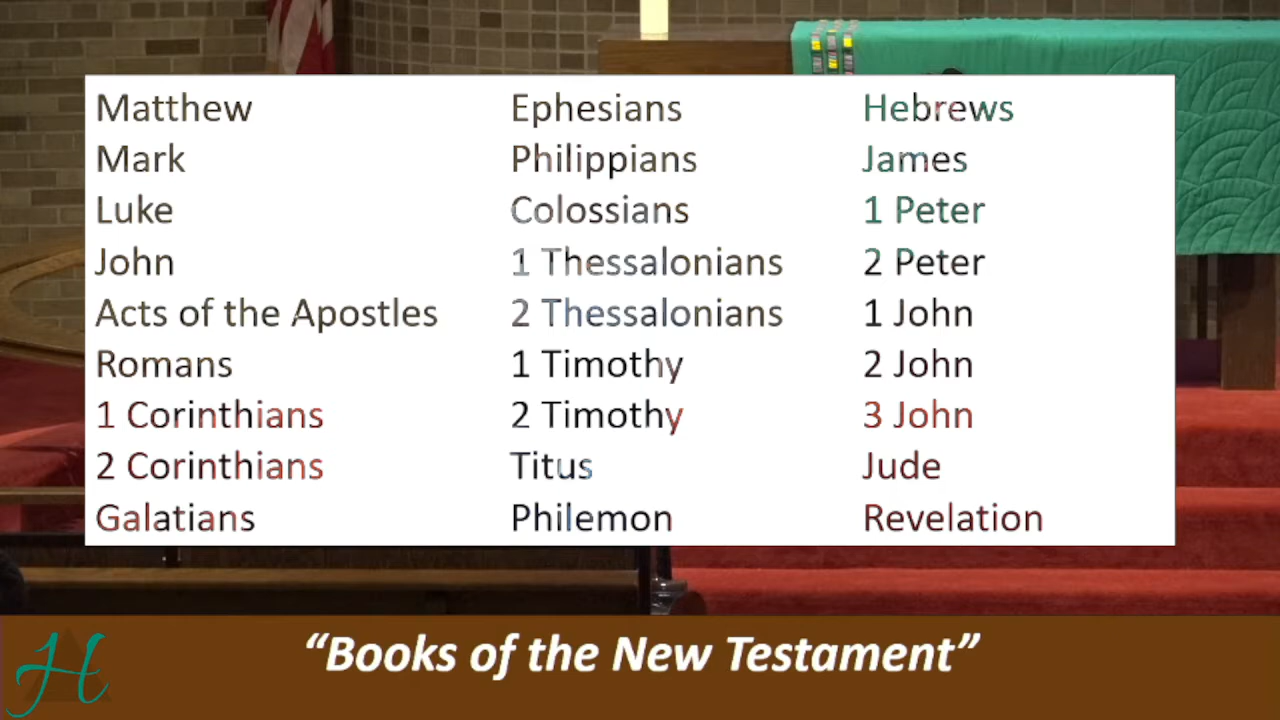 Matthew
Mark
Luke
John
Acts of the Apostles
Romans
1 Corinthians
2 Corinthians
Galatians
Ephesians
Philippians
Colossians
1 Thessalonians
2 Thessalonians
1 Timothy
2 Timothy
Titus
Philemon
Hebrews
James
1 Peter
2 Peter
1 John
2 John
3 John
Jude
Revelation
“Books of the New Testament”
H